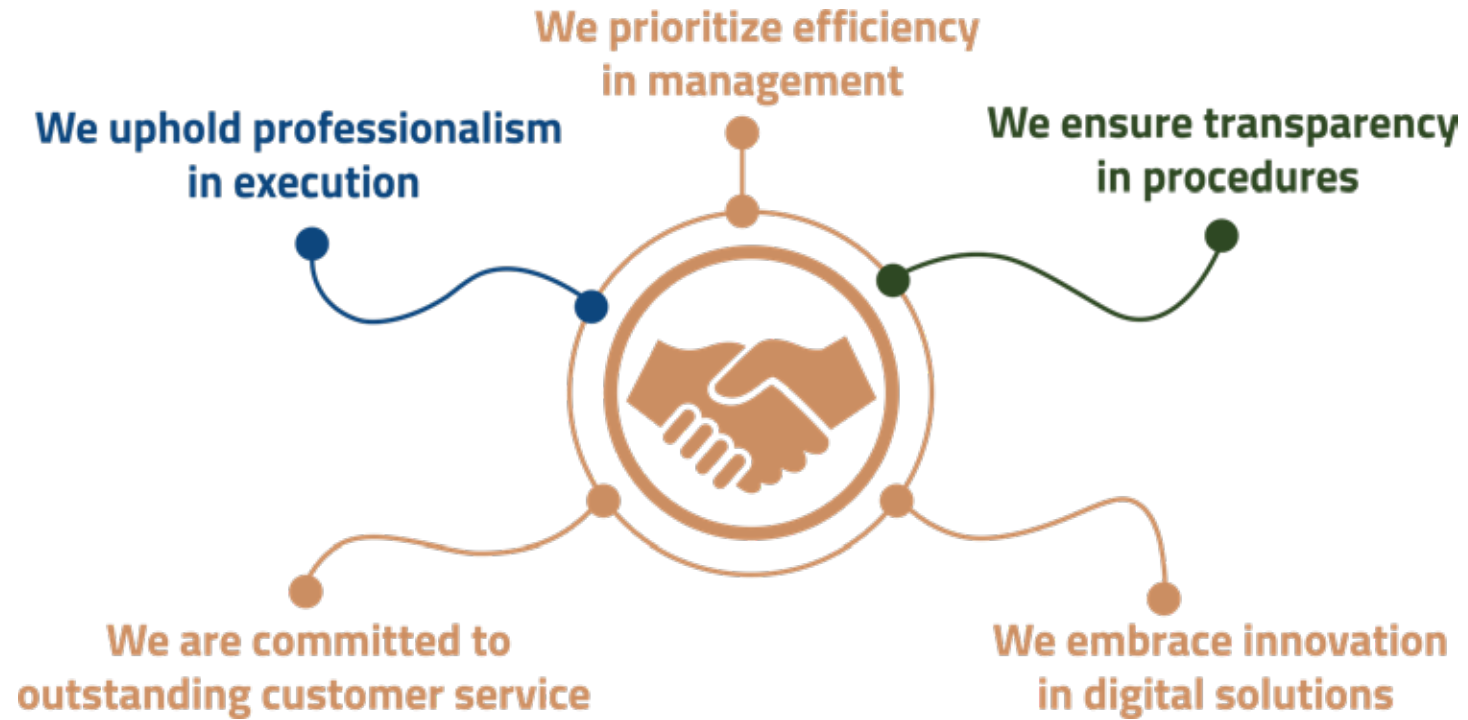 We prioritize efficiency
in management
We uphold professionalism
in execution
We ensure transparency
in procedures
We are committed to
outstanding customer service
We embrace innovation
in digital solutions